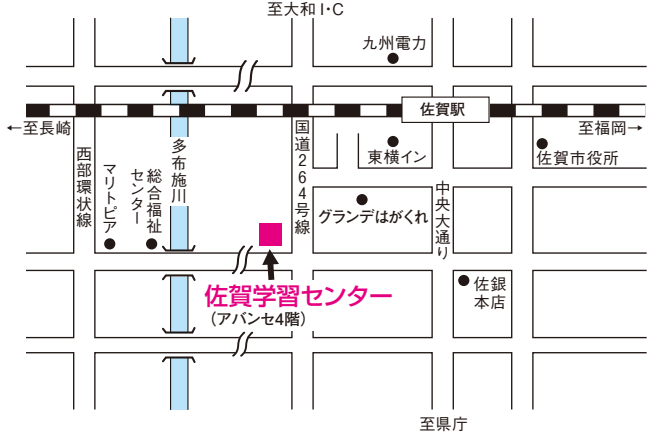 至大和I・C
九州電力
佐賀駅
←至長崎
至福岡→
西部環状線
マリトピア
総合福祉
センター
多布施川
国道264号線
東横イン
佐賀市役所
グランデはがくれ
中央大通り
佐賀学習センター
(アバンセ4階)
佐銀
本店
至県庁